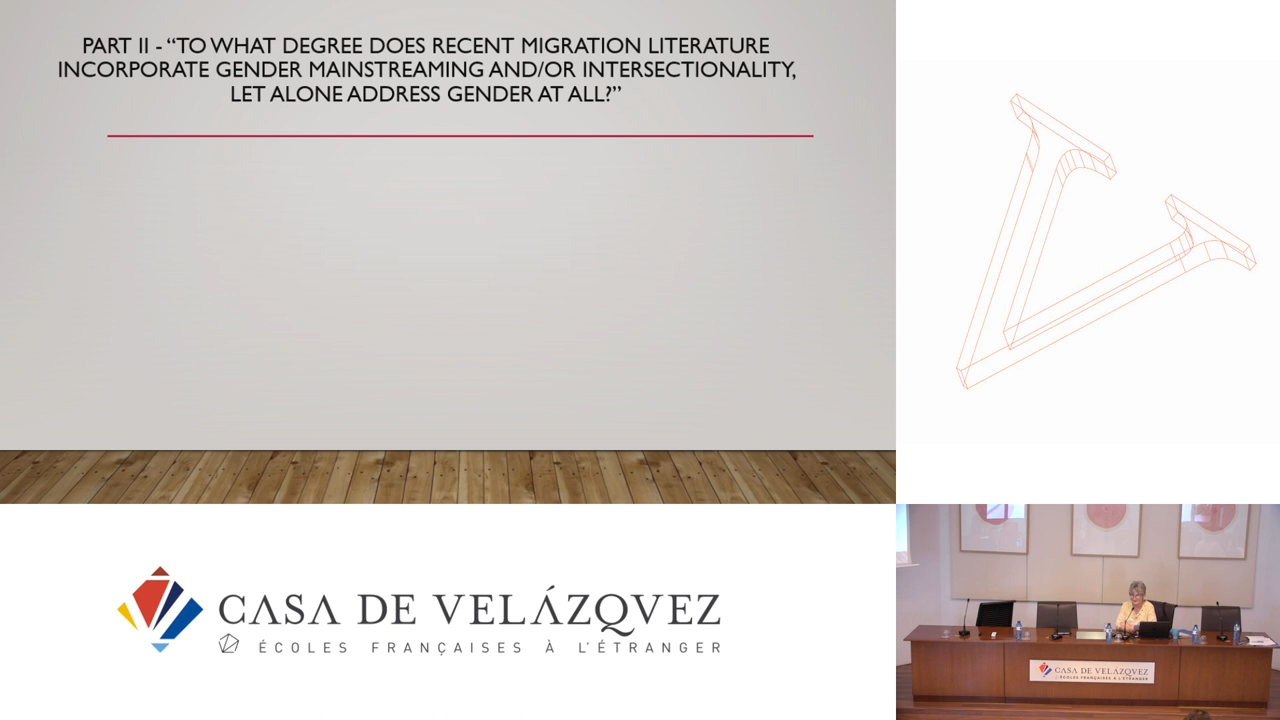 PART II - “TO WHAT DEGREE DOES RECENT MIGRATION LITERATURE
INCORPORATE GENDER MAINSTREAMING AND/OR INTERSECTIONALITY,
LET ALONE ADDRESS GENDER AT ALL?”
CASA DE VELÁZQVEZ
ÉCOLES FRANÇAISES À L'ÉTRANGER
CASA DE VELÁZQVEZ
ÉCOLES FRANÇAISES À L'ÉTRANGER